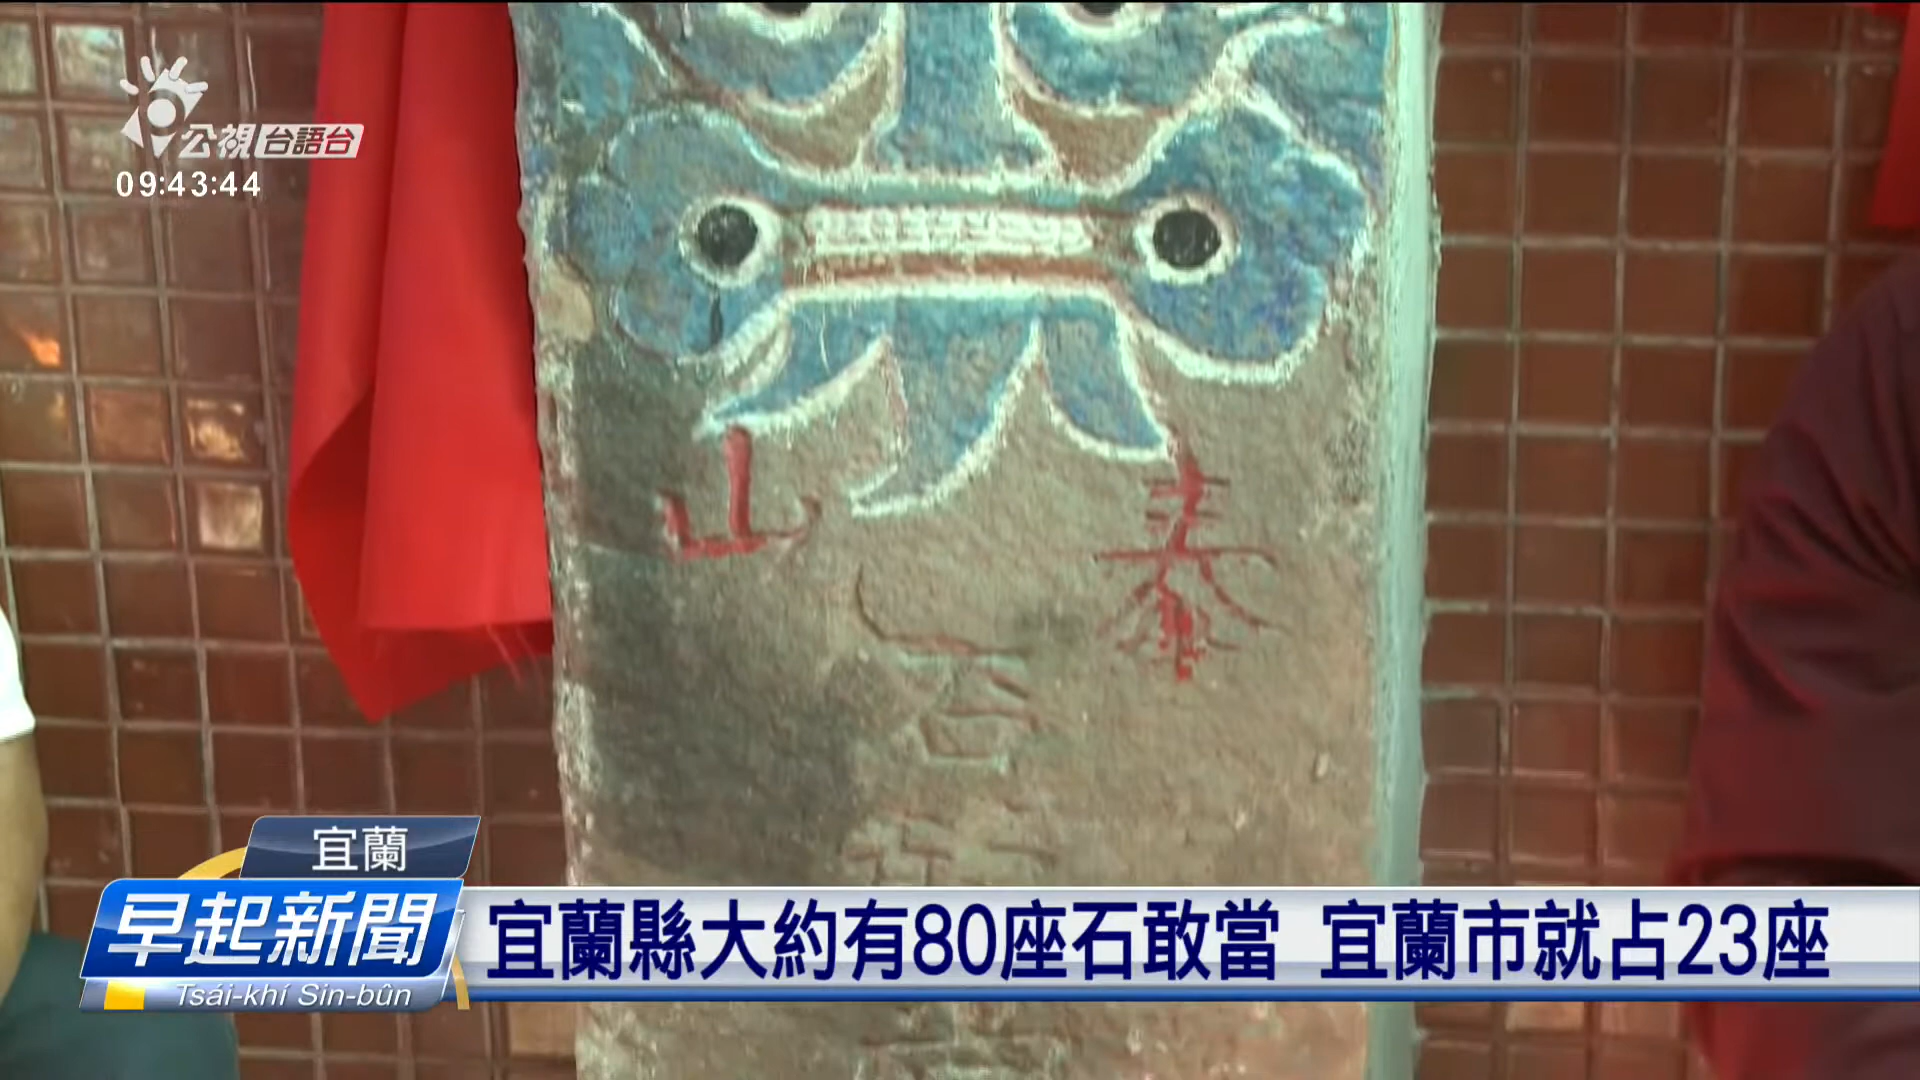 公視台語台
09:43:44
山 泰
石
宜蘭
早起新聞
Tsái-khí Sin-bûn
宜蘭縣大約有80座石敢當 宜蘭市就占23座